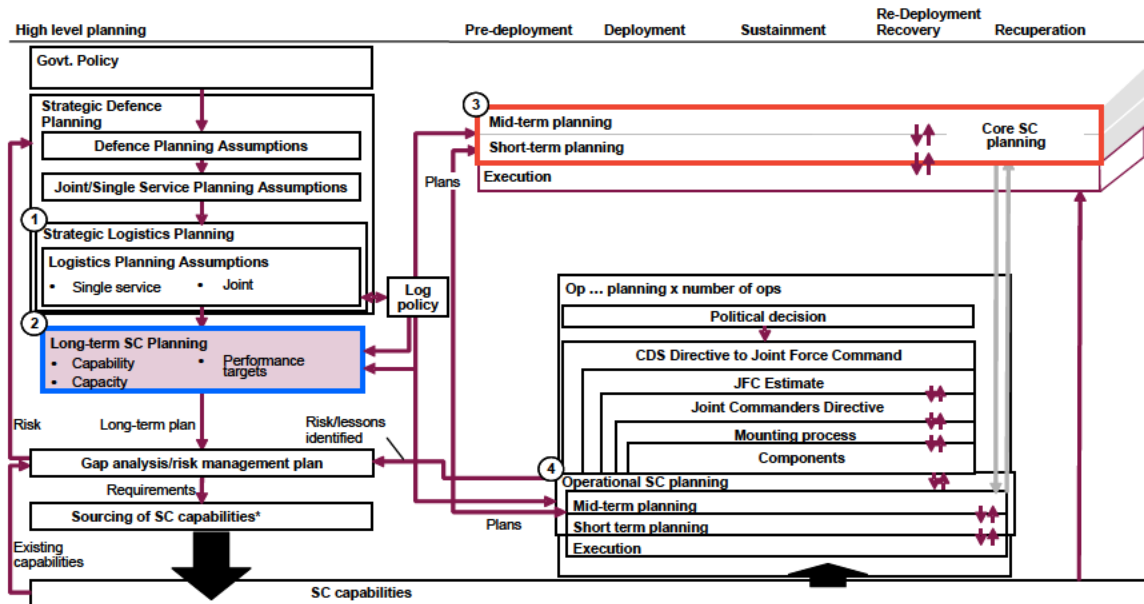 High level planning
Pre-deployment
Deployment
Sustainment
Re-Deployment
Recovery
Recuperation
Govt. Policy
Strategic Defence
Planning
Defence Planning Assumptions
Joint/Single Service Planning Assumptions
1
Strategic Logistics Planning
Logistics Planning Assumptions
• Single service
• Joint
2
Long-term SC Planning
• Capability
• Capacity
• Performance
targets
Risk
Long-term plan
Gap analysis/risk management plan
Requirements
Sourcing of SC capabilities*
Existing
capabilities
SC capabilities
Log
policy
Plans
Risk/lessons
identified
Plans
3
Mid-term planning
Short-term planning
Core SC
planning
Execution
Op ... planning x number of ops
Political decision
CDS Directive to Joint Force Command
JFC Estimate
Joint Commanders Directive
Mounting process
Components
4
Operational SC planning
Mid-term planning
Short term planning
Execution